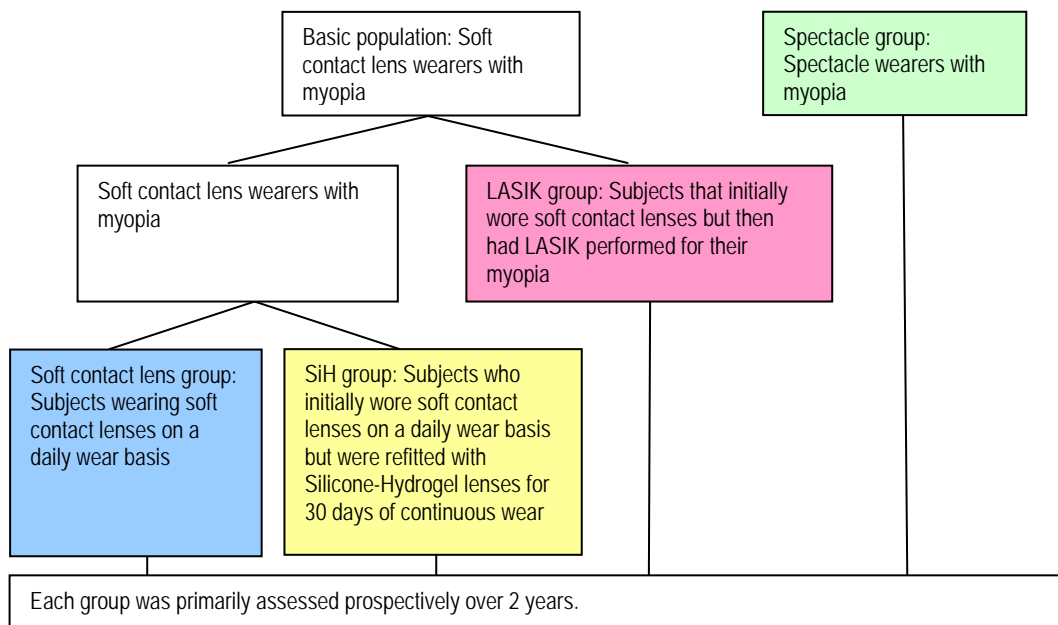 Basic population: Soft
contact lens wearers with
myopia
Spectacle group:
Spectacle wearers with
myopia
Soft contact lens wearers with
myopia
LASIK group: Subjects that initially
wore soft contact lenses but then
had LASIK performed for their
myopia
Soft contact lens group:
Subjects wearing soft
contact lenses on a
daily wear basis
SiH group: Subjects who
initially wore soft contact
lenses on a daily wear basis
but were refitted with
Silicone-Hydrogel lenses for
30 days of continuous wear
Each group was primarily assessed prospectively over 2 years.